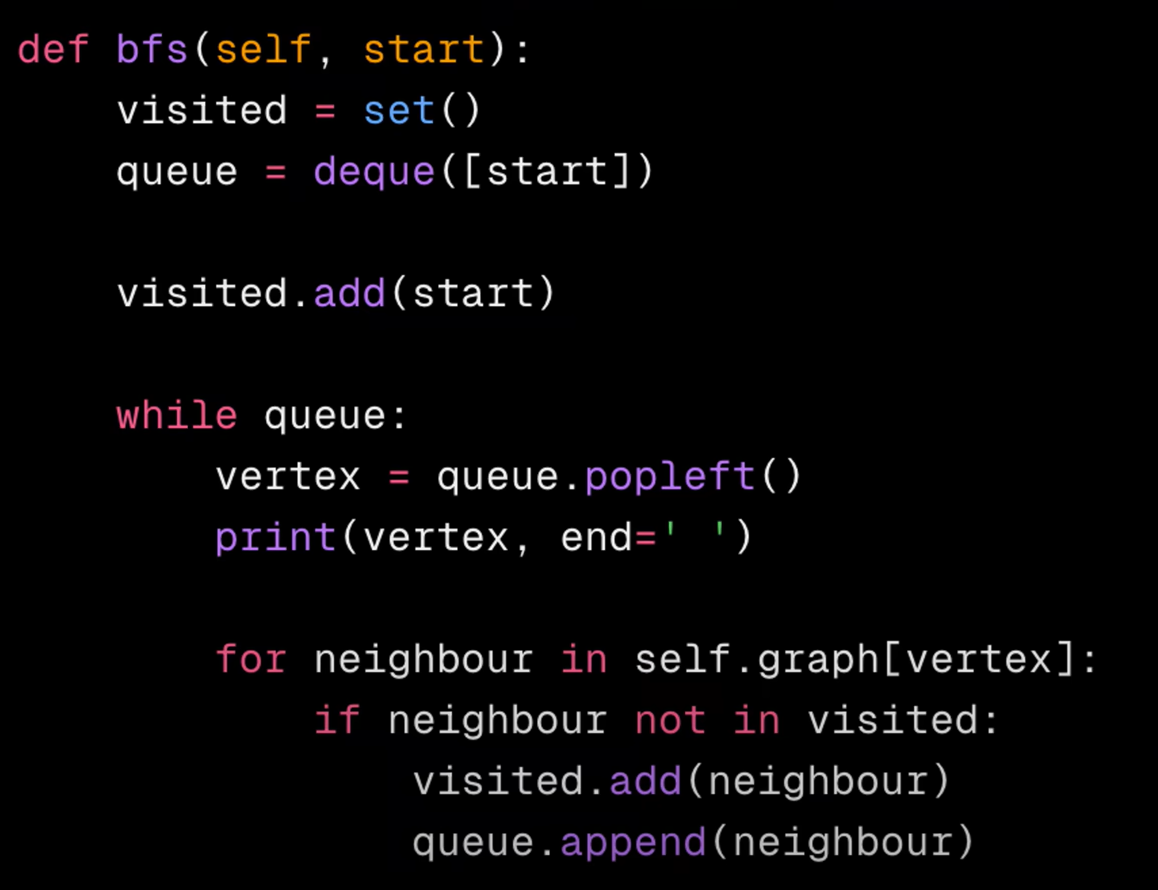 def bfs(self, start):
    visited = set()
    queue = deque([start])

    visited.add(start)

    while queue:
        vertex = queue.popleft()
        print(vertex, end=' ')

        for neighbour in self.graph[vertex]:
            if neighbour not in visited:
                visited.add(neighbour)
                queue.append(neighbour)